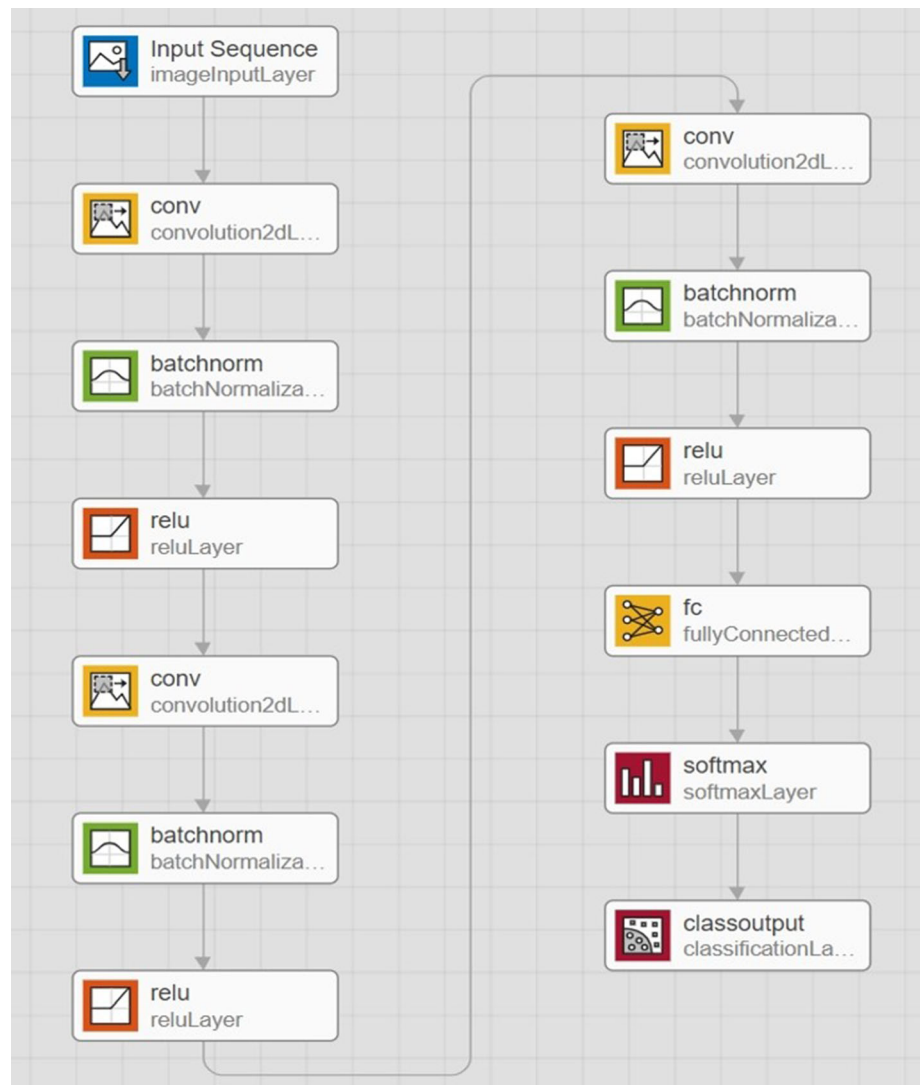 Input Sequence
imageInputLayer
conv
convolution2dL...
batchnorm
batchNormaliza...
relu
reluLayer
conv
convolution2dL...
batchnorm
batchNormaliza...
relu
reluLayer
conv
convolution2dL...
batchnorm
batchNormaliza...
relu
reluLayer
fc
fullyConnected...
softmax
softmaxLayer
classoutput
classificationLa...